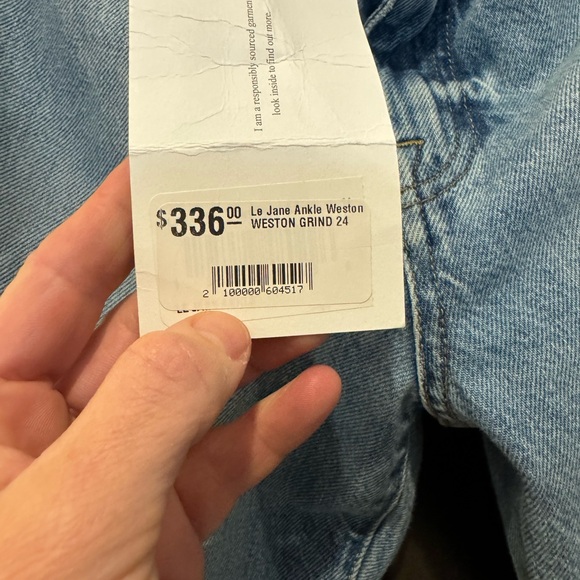 I am a responsibly sourced garment
look inside to find out more.
$336.00 Le Jane Ankle Weston
WESTON GRIND 24
2 100000 604517